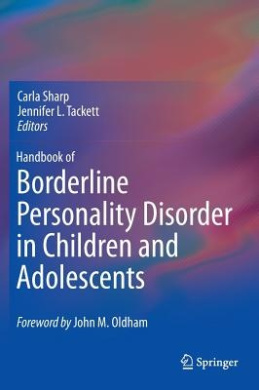 Carla Sharp
Jennifer L. Tackett
Editors
Handbook of
Borderline
Personality Disorder
in Children and
Adolescents
Foreword by John M. Oldham
Springer